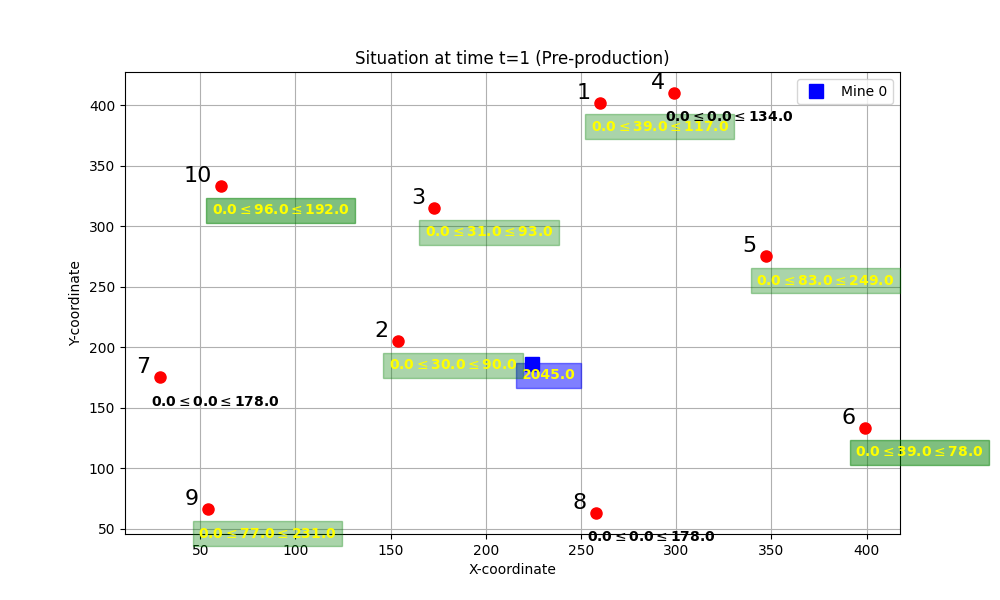 Situation at time t=1 (Pre-production)
Mine 0
1
4
0.0 ≤ 0.0 ≤ 134.0
0.0 ≤ 39.0 ≤ 117.0
10
0.0 ≤ 96.0 ≤ 192.0
3
0.0 ≤ 31.0 ≤ 93.0
5
0.0 ≤ 83.0 ≤ 249.0
2
0.0 ≤ 30.0 ≤ 90.0
2045.0
7
0.0 ≤ 0.0 ≤ 178.0
6
0.0 ≤ 39.0 ≤ 78.0
9
0.0 ≤ 77.0 ≤ 231.0
8
0.0 ≤ 0.0 ≤ 178.0
400
350
300
250
200
150
100
50
Y-coordinate
50 100 150 200 250 300 350 400
X-coordinate